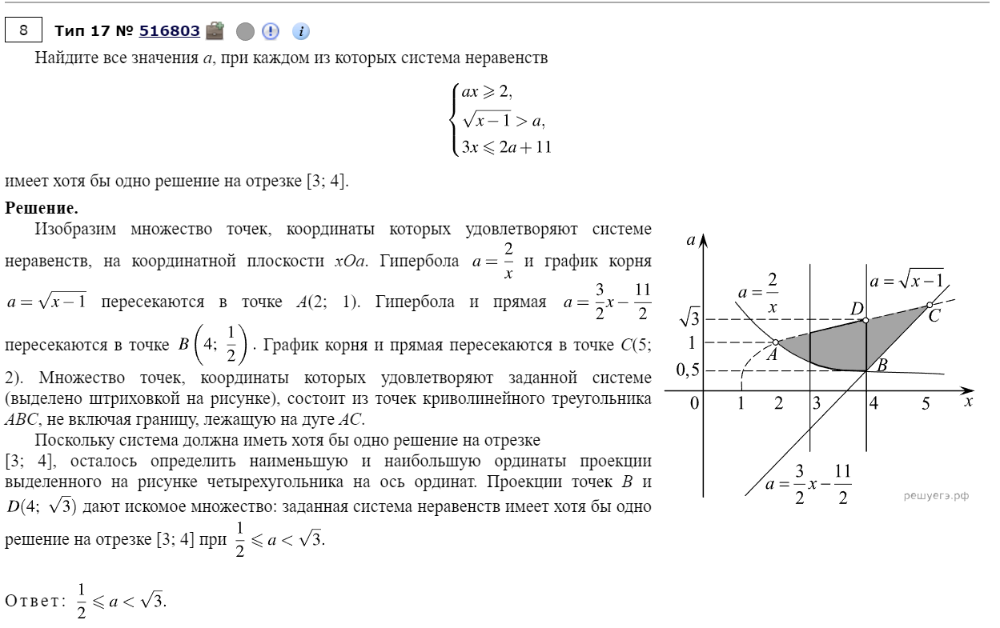 8 Тип 17 № 516803 i
Найдите все значения a, при каждом из которых система неравенств
ax ⩾ 2,
√(x − 1) > a,
3x ⩽ 2a + 11
имеет хотя бы одно решение на отрезке [3; 4].
Решение.
Изобразим множество точек, координаты которых удовлетворяют системе
неравенств, на координатной плоскости xOa. Гипербола a = 2/x и график корня
a = √(x − 1) пересекаются в точке A(2; 1). Гипербола и прямая a = 3/2 x − 11/2
пересекаются в точке B(4; 1/2). График корня и прямая пересекаются в точке C(5;
2). Множество точек, координаты которых удовлетворяют заданной системе
(выделено штриховкой на рисунке), состоит из точек криволинейного треугольника
ABC, не включая границу, лежащую на дуге AC.
Поскольку система должна иметь хотя бы одно решение на отрезке
[3; 4], осталось определить наименьшую и наибольшую ординаты проекции
выделенного на рисунке четырехугольника на ось ординат. Проекции точек B и
D(4; √3) дают искомое множество: заданная система неравенств имеет хотя бы одно
решение на отрезке [3; 4] при 1/2 ⩽ a < √3.
Ответ: 1/2 ⩽ a < √3.
a
a = 2/x
a = √(x − 1)
√3
D
C
1
A
0,5
B
0 1 2 3 4 5 x
a = 3/2 x − 11/2
решуегэ.рф